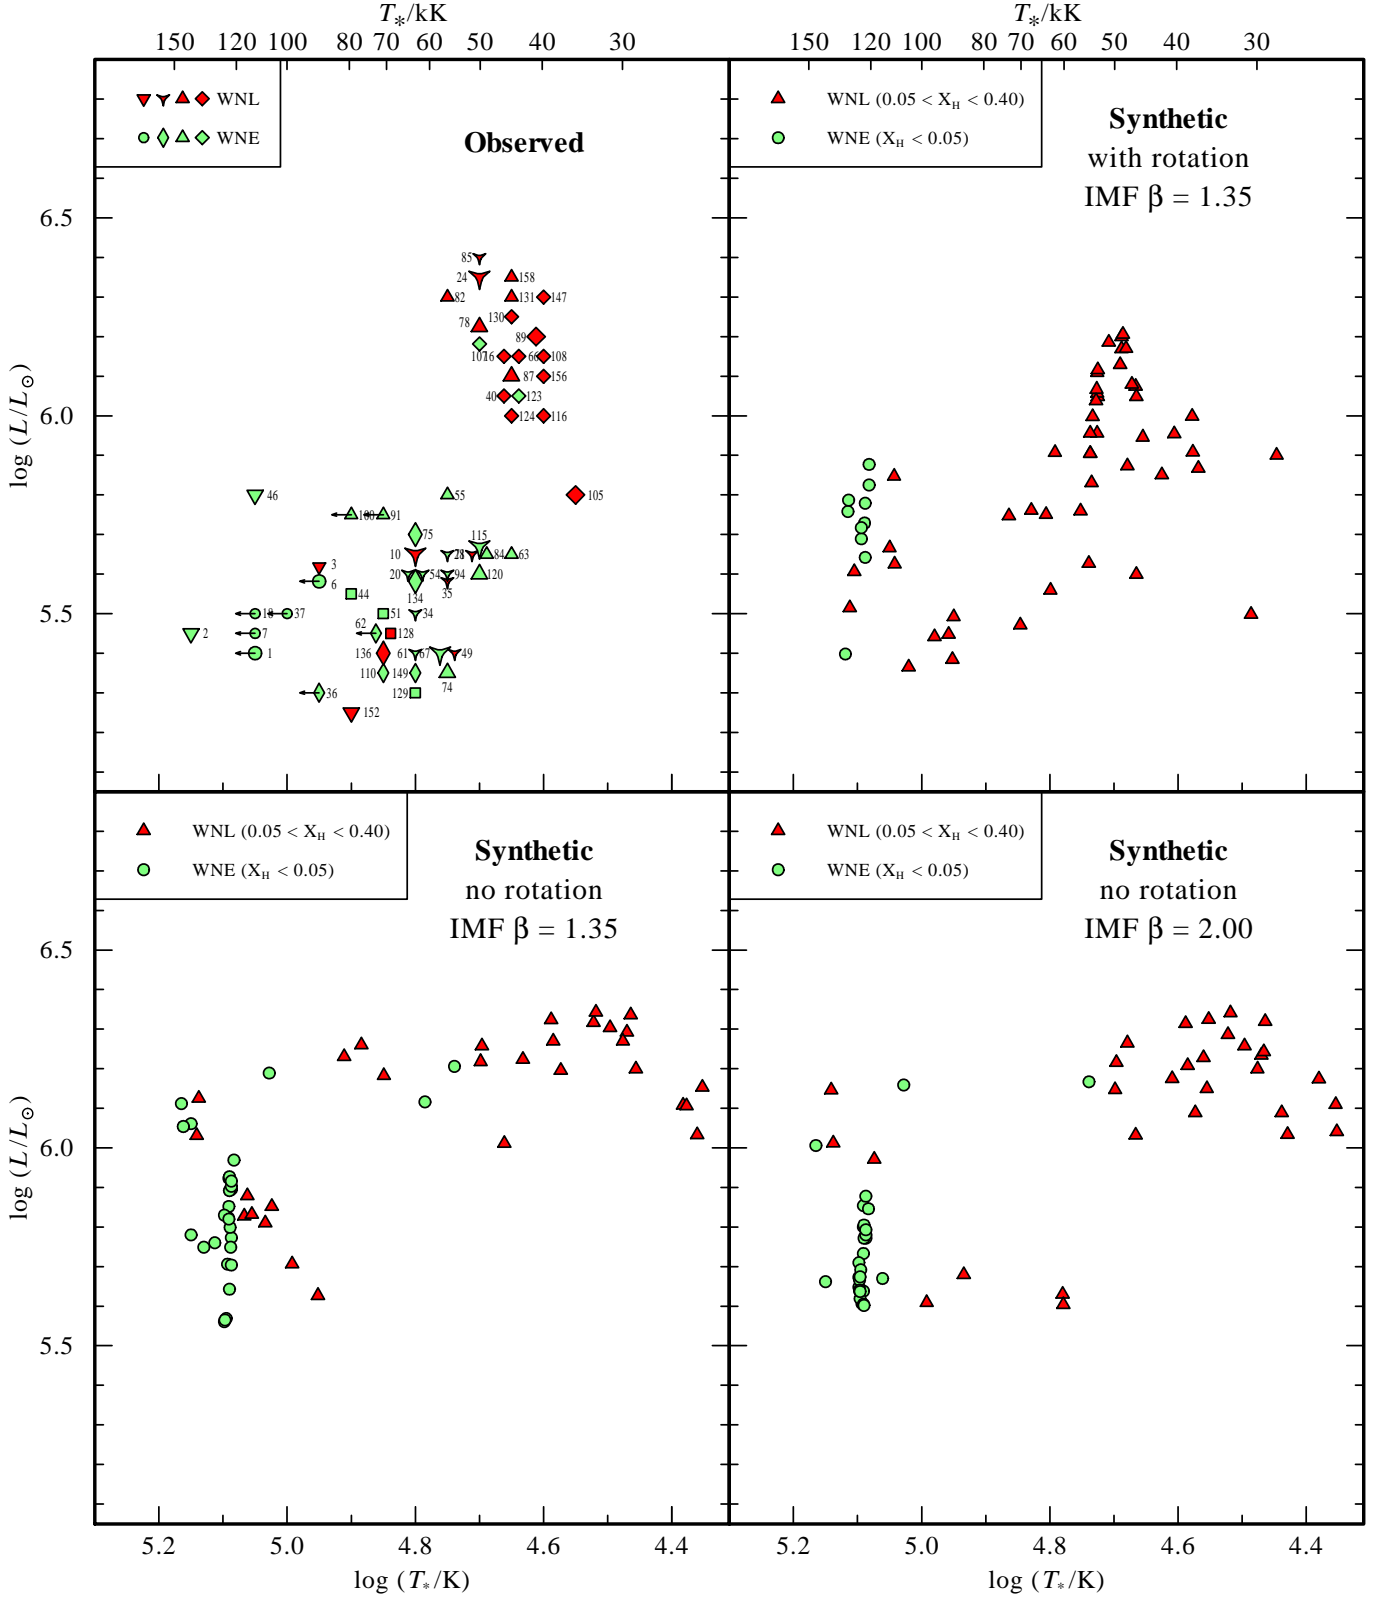 T*/kK
150 120 100 80 70 60 50 40 30
WNL
WNE
Observed
85
24 158
82 131 147
130
78 89
107 16 66 108
87 156
40 123
124 116
46 55 105
100 91
75 115
10 28 84 63
3
6 20 54 94 120
44 134 35
18 37 51 34
2 7 62 128
1 136 61 67 49
110 149 74
36 129
152
log (L/L⊙)
6.5
6.0
5.5
T*/kK
150 120 100 80 70 60 50 40 30
WNL (0.05 < XH < 0.40)
WNE (XH < 0.05)
Synthetic
with rotation
IMF β = 1.35
WNL (0.05 < XH < 0.40)
WNE (XH < 0.05)
Synthetic
no rotation
IMF β = 1.35
log (L/L⊙)
6.5
6.0
5.5
5.2 5.0 4.8 4.6 4.4
log (T*/K)
WNL (0.05 < XH < 0.40)
WNE (XH < 0.05)
Synthetic
no rotation
IMF β = 2.00
5.2 5.0 4.8 4.6 4.4
log (T*/K)